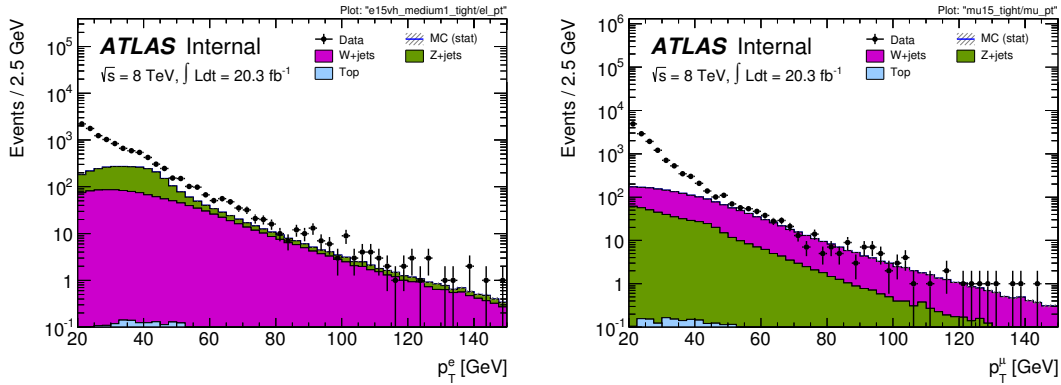 Plot: "e15vh_medium1_tight/el_pt"
ATLAS Internal
√s = 8 TeV, ∫ Ldt = 20.3 fb⁻¹
Data
MC (stat)
W+jets
Z+jets
Top
Events / 2.5 GeV
10⁵
10⁴
10³
10²
10
1
10⁻¹
20 40 60 80 100 120 140
pᵉ_T [GeV]
Plot: "mu15_tight/mu_pt"
ATLAS Internal
√s = 8 TeV, ∫ Ldt = 20.3 fb⁻¹
Data
MC (stat)
W+jets
Z+jets
Top
Events / 2.5 GeV
10⁶
10⁵
10⁴
10³
10²
10
1
10⁻¹
20 40 60 80 100 120 140
p^μ_T [GeV]